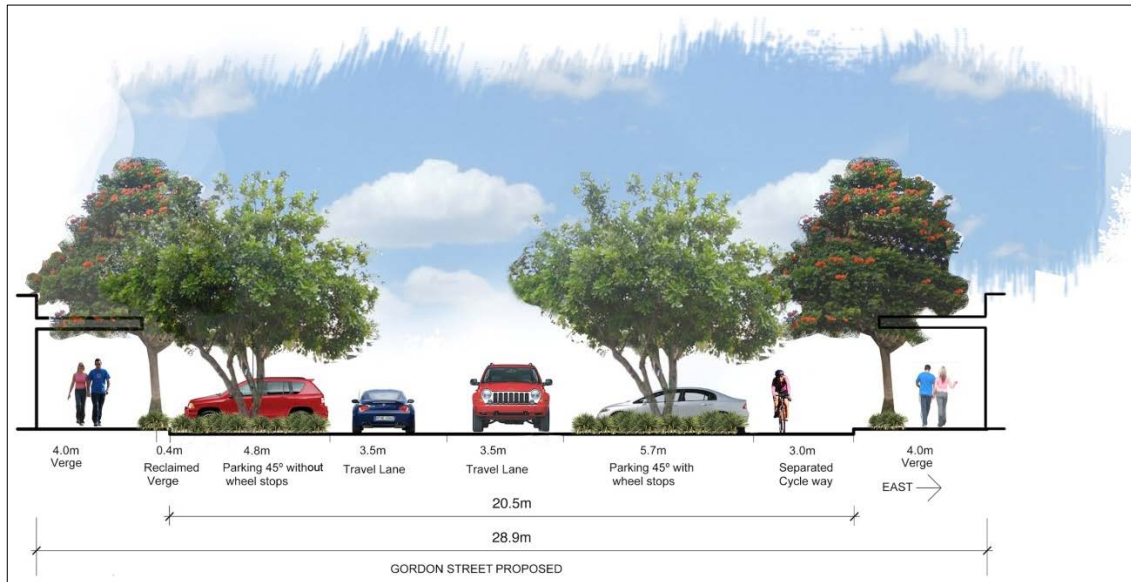 4.0m
Verge
0.4m
Reclaimed
Verge
4.8m
Parking 45º without
wheel stops
3.5m
Travel Lane
3.5m
Travel Lane
5.7m
Parking 45º with
wheel stops
3.0m
Separated
Cycle way
4.0m
Verge
EAST
20.5m
28.9m
GORDON STREET PROPOSED